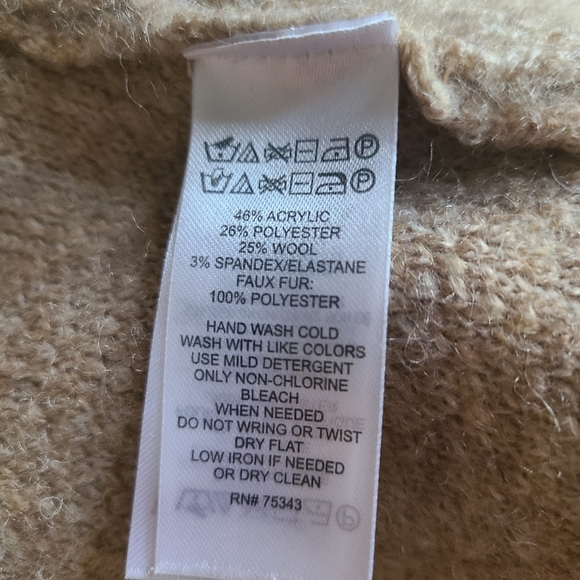 46% ACRYLIC
26% POLYESTER
25% WOOL
3% SPANDEX/ELASTANE
FAUX FUR:
100% POLYESTER
HAND WASH COLD
WASH WITH LIKE COLORS
USE MILD DETERGENT
ONLY NON-CHLORINE
BLEACH
WHEN NEEDED
DO NOT WRING OR TWIST
DRY FLAT
LOW IRON IF NEEDED
OR DRY CLEAN
RN# 75343